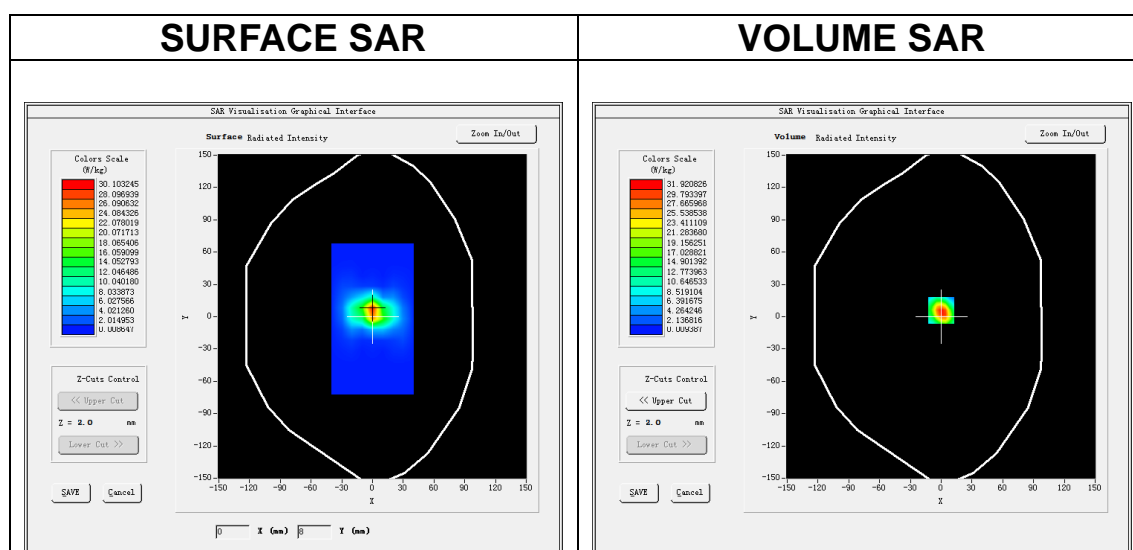 SURFACE SAR
VOLUME SAR
SAR Visualisation Graphical Interface
Surface Radiated Intensity
Zoom In/Out
Colors Scale
(W/kg)
30.103245
28.096939
26.090632
24.084326
22.078019
20.071713
18.065406
16.059099
14.052793
12.046486
10.040180
8.033873
6.027566
4.021260
2.014953
0.008647
150
120
90
60
30
0
-30
-60
-90
-120
-150
Y
-150 -120 -90 -60 -30 0 30 60 90 120 150
X
Z-Cuts Control
<< Upper Cut
Z = 2.0 mm
Lower Cut >>
SAVE Cancel
0 X (mm) 8 Y (mm)
SAR Visualisation Graphical Interface
Volume Radiated Intensity
Zoom In/Out
Colors Scale
(W/kg)
31.920826
29.793397
27.665968
25.538538
23.411109
21.283680
19.156251
17.028821
14.901392
12.773963
10.646533
8.519104
6.391675
4.264246
2.136816
0.009387
150
120
90
60
30
0
-30
-60
-90
-120
-150
Y
-150 -120 -90 -60 -30 0 30 60 90 120 150
X
Z-Cuts Control
<< Upper Cut
Z = 2.0 mm
Lower Cut >>
SAVE Cancel